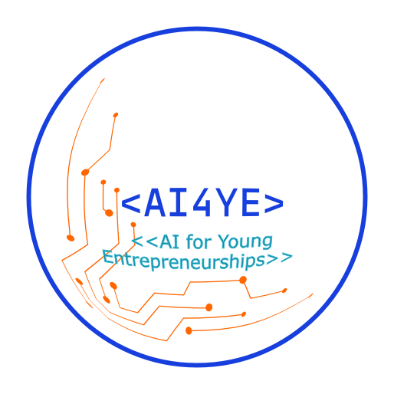 <AI4YE>
<<AI for Young
Entrepreneurships>>